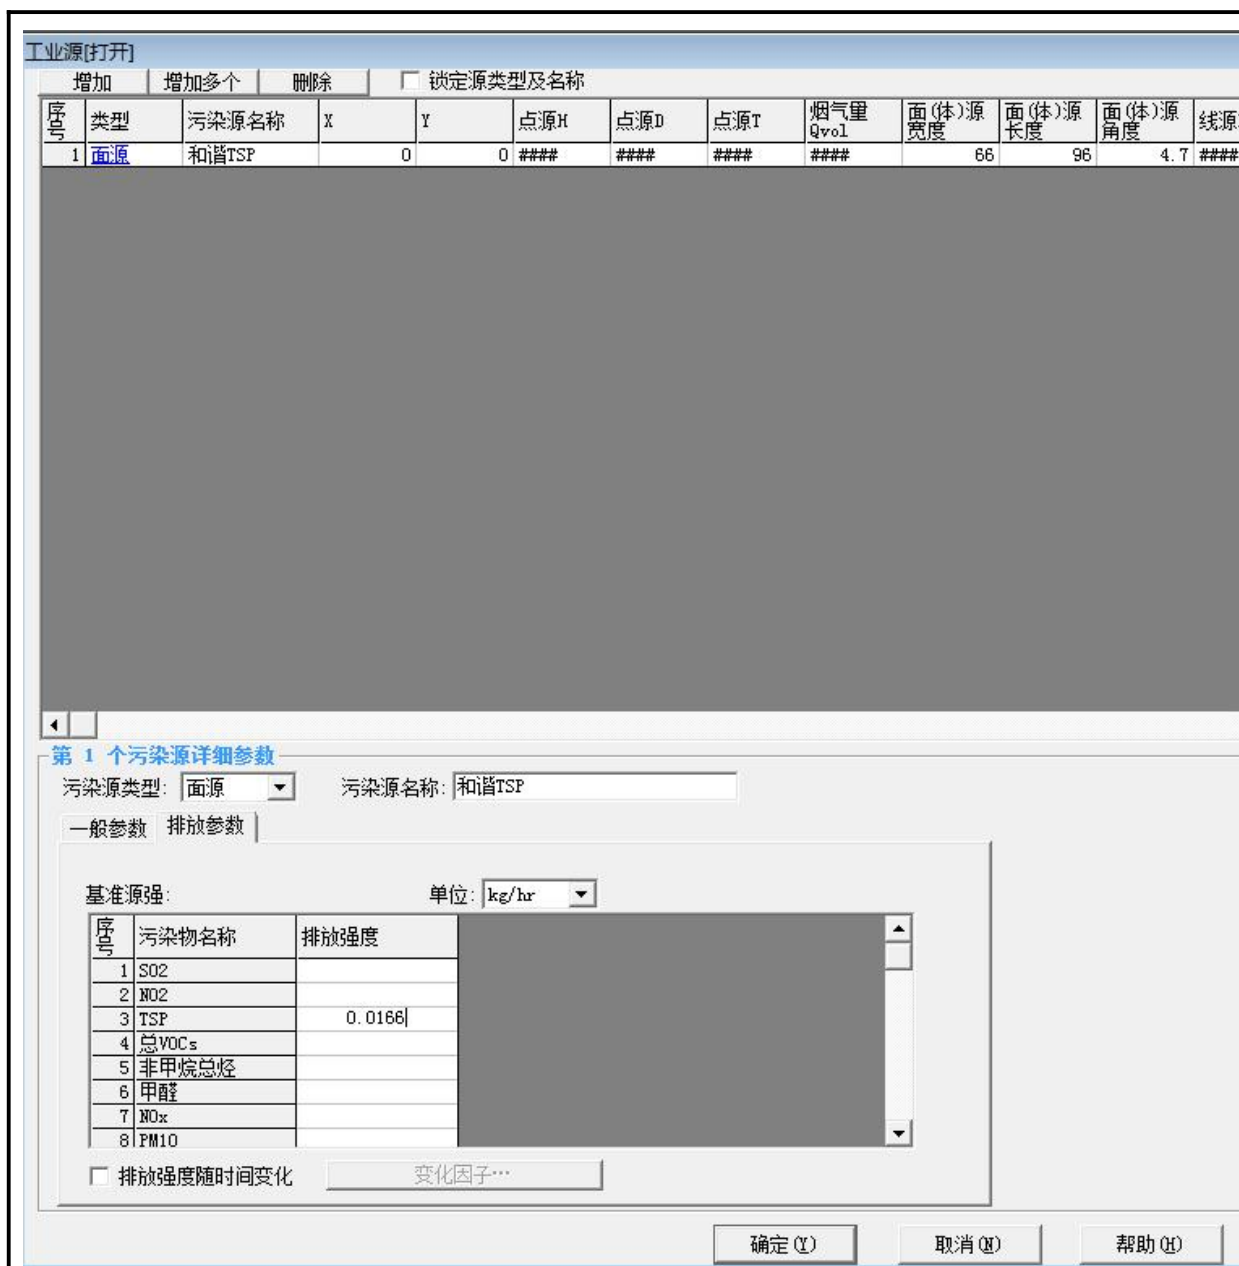 工业源[打开]
增加 增加多个 删除 锁定源类型及名称
序号 类型 污染源名称 X Y 点源H 点源D 点源T 烟气量Qvol 面(体)源宽度 面(体)源长度 面(体)源角度 线源
1 面源 和谐TSP 0 0 #### #### #### #### 66 96 4.7 ####
第 1 个污染源详细参数
污染源类型: 面源 污染源名称: 和谐TSP
一般参数 排放参数
基准源强: 单位: kg/hr
序号 污染物名称 排放强度
1 SO2
2 NO2
3 TSP 0.0166
4 总VOCs
5 非甲烷总烃
6 甲醛
7 NOx
8 PM10
排放强度随时间变化 变化因子…
确定(Y) 取消(N) 帮助(H)